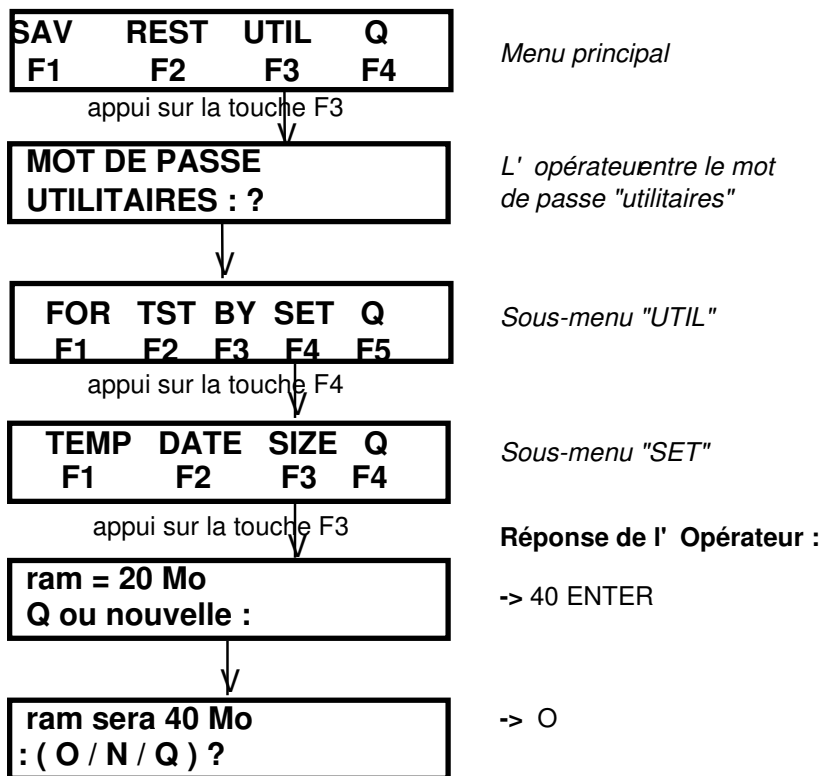 SAV REST UTIL Q
F1 F2 F3 F4
Menu principal
appui sur la touche F3
MOT DE PASSE
UTILITAIRES : ?
L' opérateur entre le mot
de passe "utilitaires"
FOR TST BY SET Q
F1 F2 F3 F4 F5
Sous-menu "UTIL"
appui sur la touche F4
TEMP DATE SIZE Q
F1 F2 F3 F4
Sous-menu "SET"
appui sur la touche F3
Réponse de l' Opérateur :
ram = 20 Mo
Q ou nouvelle :
-> 40 ENTER
ram sera 40 Mo
: ( O / N / Q ) ?
-> O